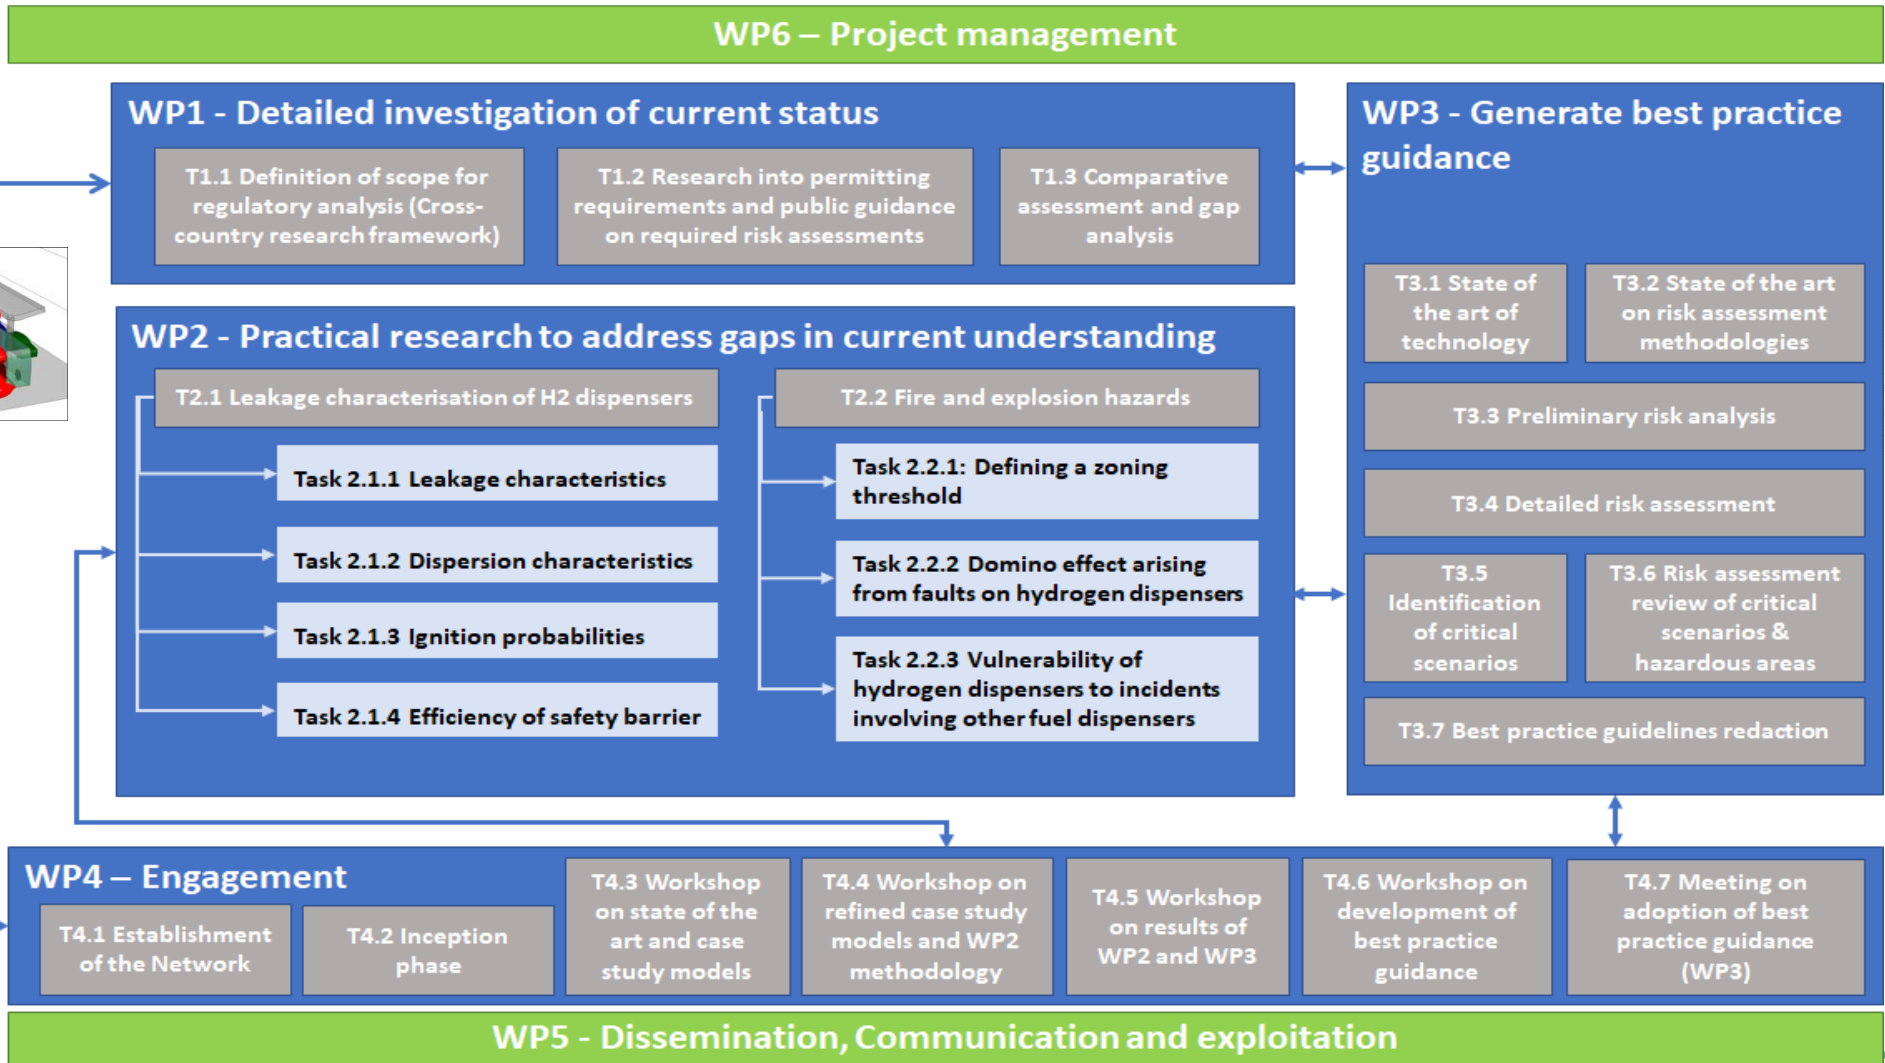 WP6 – Project management
WP1 - Detailed investigation of current status
T1.1 Definition of scope for
regulatory analysis (Cross-
country research framework)
T1.2 Research into permitting
requirements and public guidance
on required risk assessments
T1.3 Comparative
assessment and gap
analysis
WP2 - Practical research to address gaps in current understanding
T2.1 Leakage characterisation of H2 dispensers
Task 2.1.1 Leakage characteristics
Task 2.1.2 Dispersion characteristics
Task 2.1.3 Ignition probabilities
Task 2.1.4 Efficiency of safety barrier
T2.2 Fire and explosion hazards
Task 2.2.1: Defining a zoning
threshold
Task 2.2.2 Domino effect arising
from faults on hydrogen dispensers
Task 2.2.3 Vulnerability of
hydrogen dispensers to incidents
involving other fuel dispensers
WP3 - Generate best practice
guidance
T3.1 State of
the art of
technology
T3.2 State of the art
on risk assessment
methodologies
T3.3 Preliminary risk analysis
T3.4 Detailed risk assessment
T3.5
Identification
of critical
scenarios
T3.6 Risk assessment
review of critical
scenarios &
hazardous areas
T3.7 Best practice guidelines redaction
WP4 – Engagement
T4.1 Establishment
of the Network
T4.2 Inception
phase
T4.3 Workshop
on state of the
art and case
study models
T4.4 Workshop on
refined case study
models and WP2
methodology
T4.5 Workshop
on results of
WP2 and WP3
T4.6 Workshop on
development of
best practice
guidance
T4.7 Meeting on
adoption of best
practice guidance
(WP3)
WP5 - Dissemination, Communication and exploitation